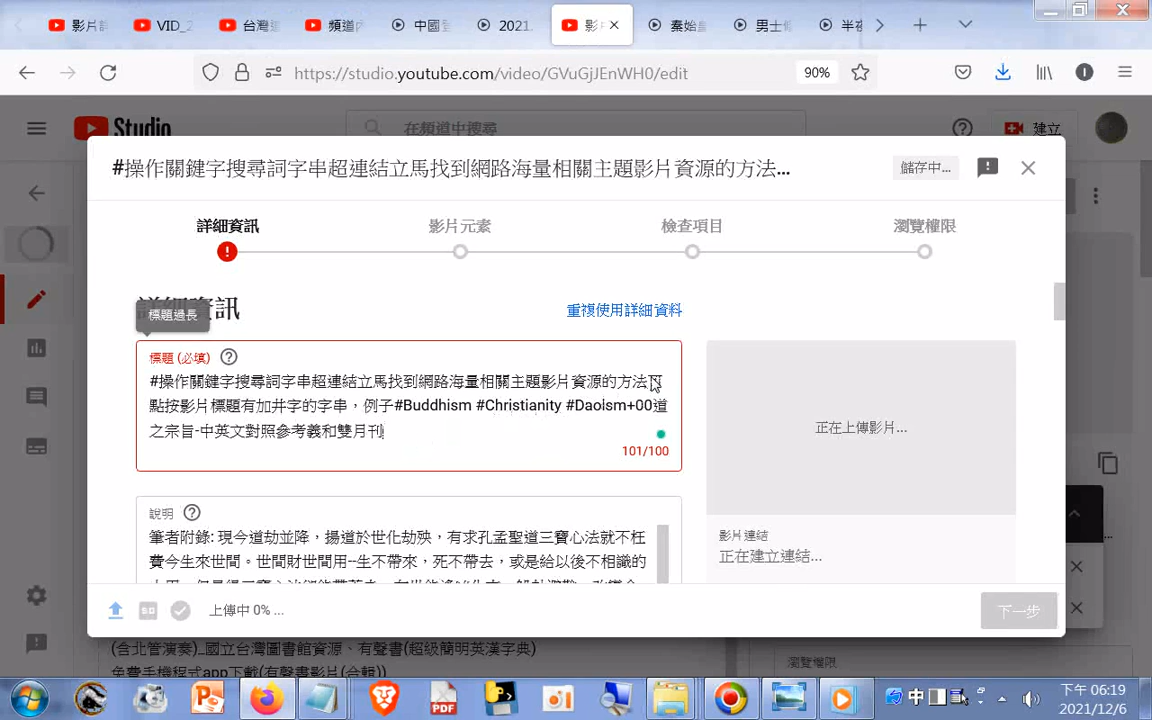 影片詳
VID_2
台灣道
頻道內
中國登
2021.
影片
秦始皇
男士修
半夜
https://studio.youtube.com/video/GVuGjJEnWH0/edit
90%
Studio
在頻道中搜尋
建立
#操作關鍵字搜尋詞字串超連結立馬找到網路海量相關主題影片資源的方法...
儲存中...
詳細資訊
影片元素
檢查項目
瀏覽權限
詳細資訊
標題過長
重複使用詳細資料
標題 (必填)
#操作關鍵字搜尋詞字串超連結立馬找到網路海量相關主題影片資源的方法可
點按影片標題有加井字的字串，例子#Buddhism #Christianity #Daoism+00道
之宗旨-中英文對照參考義和雙月刊
101/100
正在上傳影片...
說明
筆者附錄: 現今道劫並降，揚道於世化劫殃，有求孔孟聖道三寶心法就不枉
費今生來世間。世間財世間用--生不帶來，死不帶去，或是給以後不相識的
影片連結
正在建立連結...
上傳中 0% ...
下一步
(含北管演奏)_國立台灣圖書館資源、有聲書(超級簡明英漢字典)
免費手機程式app下載(有聲書影片(合輯))
瀏覽權限
中
下午 06:19
2021/12/6